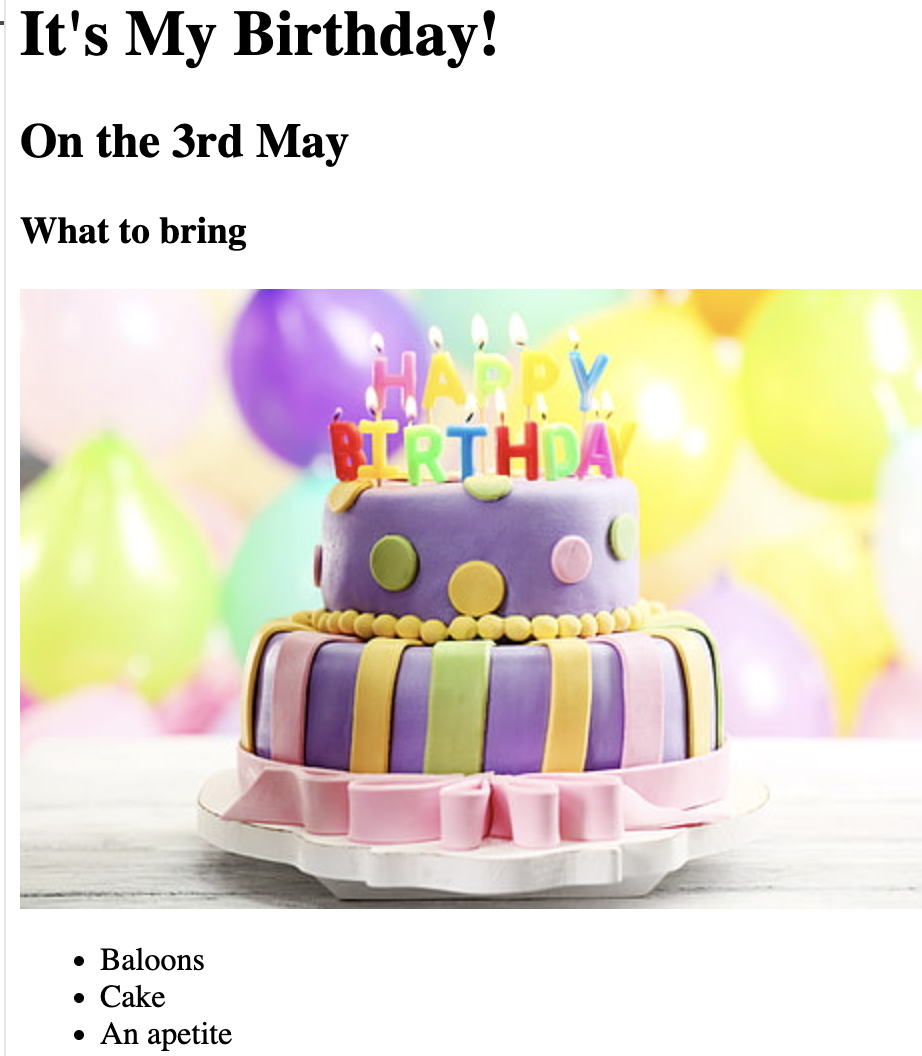 It's My Birthday!
On the 3rd May
What to bring
HAPPY
BIRTHDAY
Baloons
Cake
An apetite